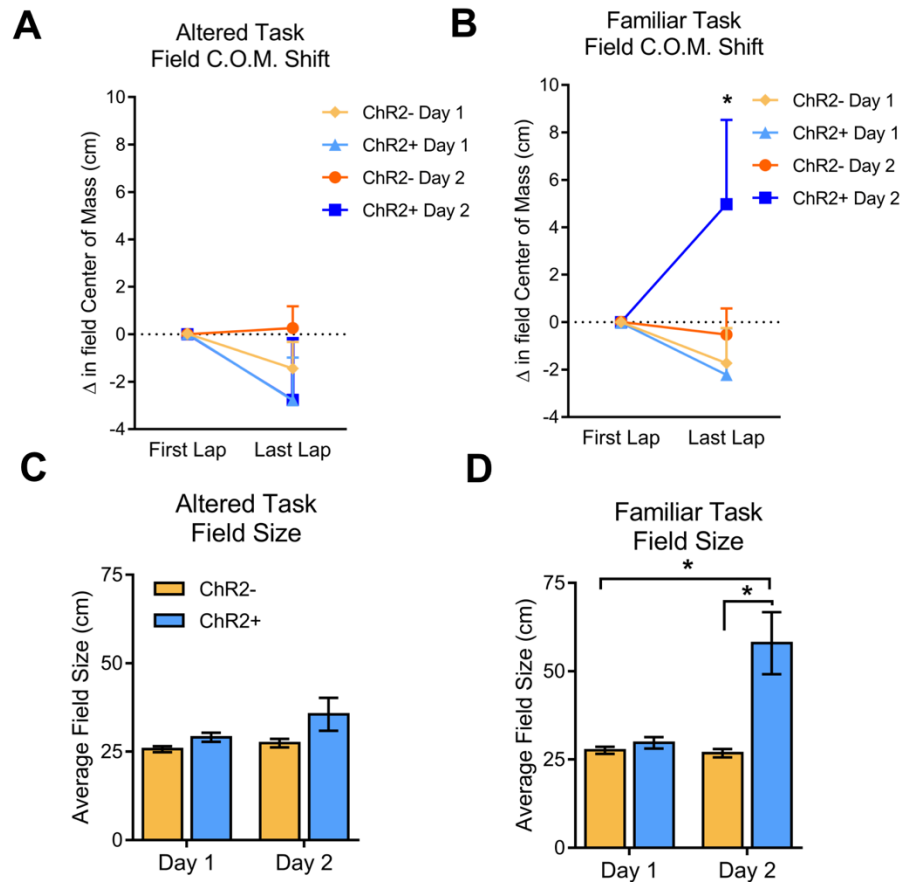 A
Altered Task
Field C.O.M. Shift
Δ in field Center of Mass (cm)
10
8
6
4
2
0
-2
-4
First Lap
Last Lap
ChR2- Day 1
ChR2+ Day 1
ChR2- Day 2
ChR2+ Day 2
B
Familiar Task
Field C.O.M. Shift
Δ in field Center of Mass (cm)
10
8
6
4
2
0
-2
-4
*
First Lap
Last Lap
ChR2- Day 1
ChR2+ Day 1
ChR2- Day 2
ChR2+ Day 2
C
Altered Task
Field Size
Average Field Size (cm)
75
50
25
0
ChR2-
ChR2+
Day 1
Day 2
D
Familiar Task
Field Size
Average Field Size (cm)
75
50
25
0
*
*
Day 1
Day 2